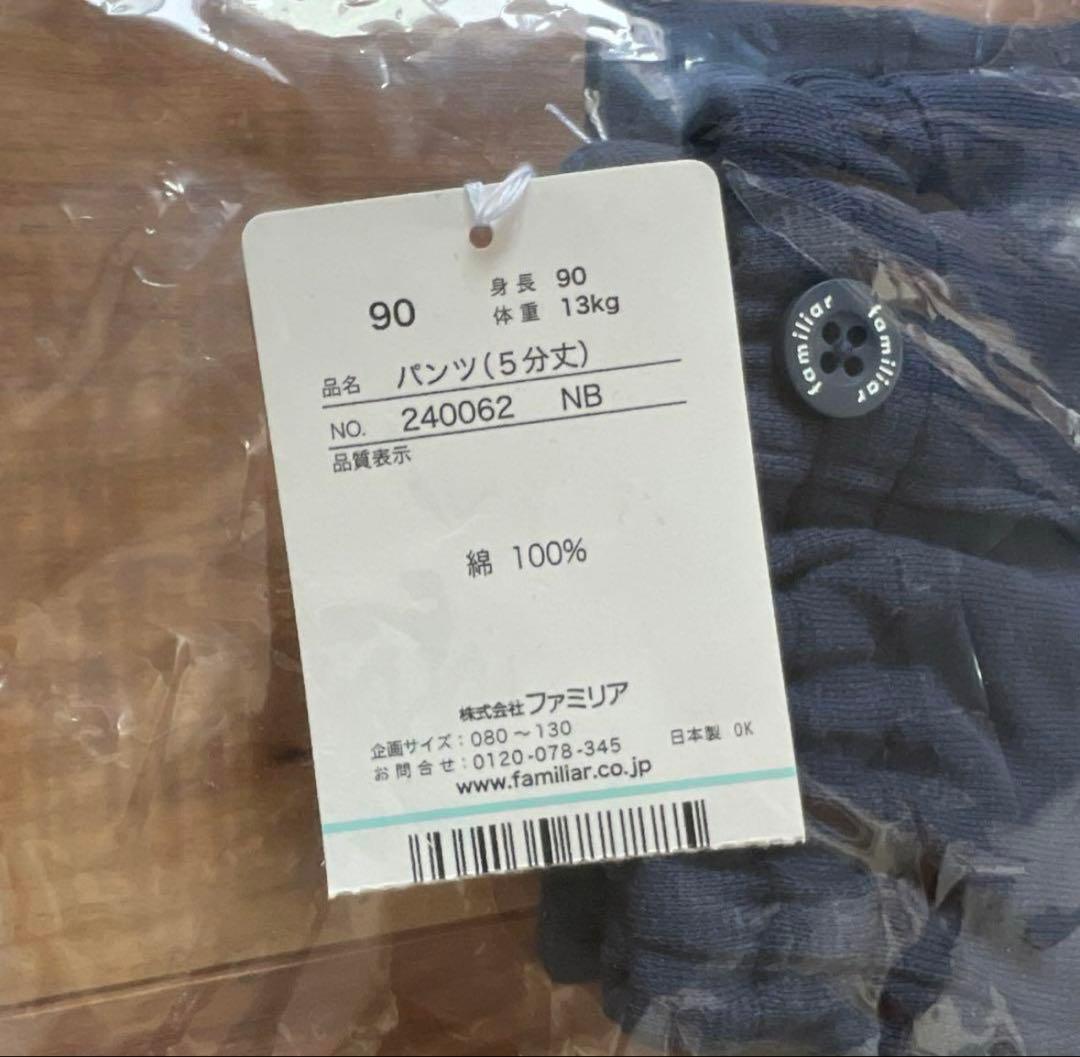 90
身長 90
体重 13kg
品名 パンツ(5分丈)
NO. 240062 NB
品質表示
綿 100%
株式会社ファミリア
企画サイズ:080〜130
お問合せ:0120-078-345
日本製 OK
www.familiar.co.jp
familiar familiar